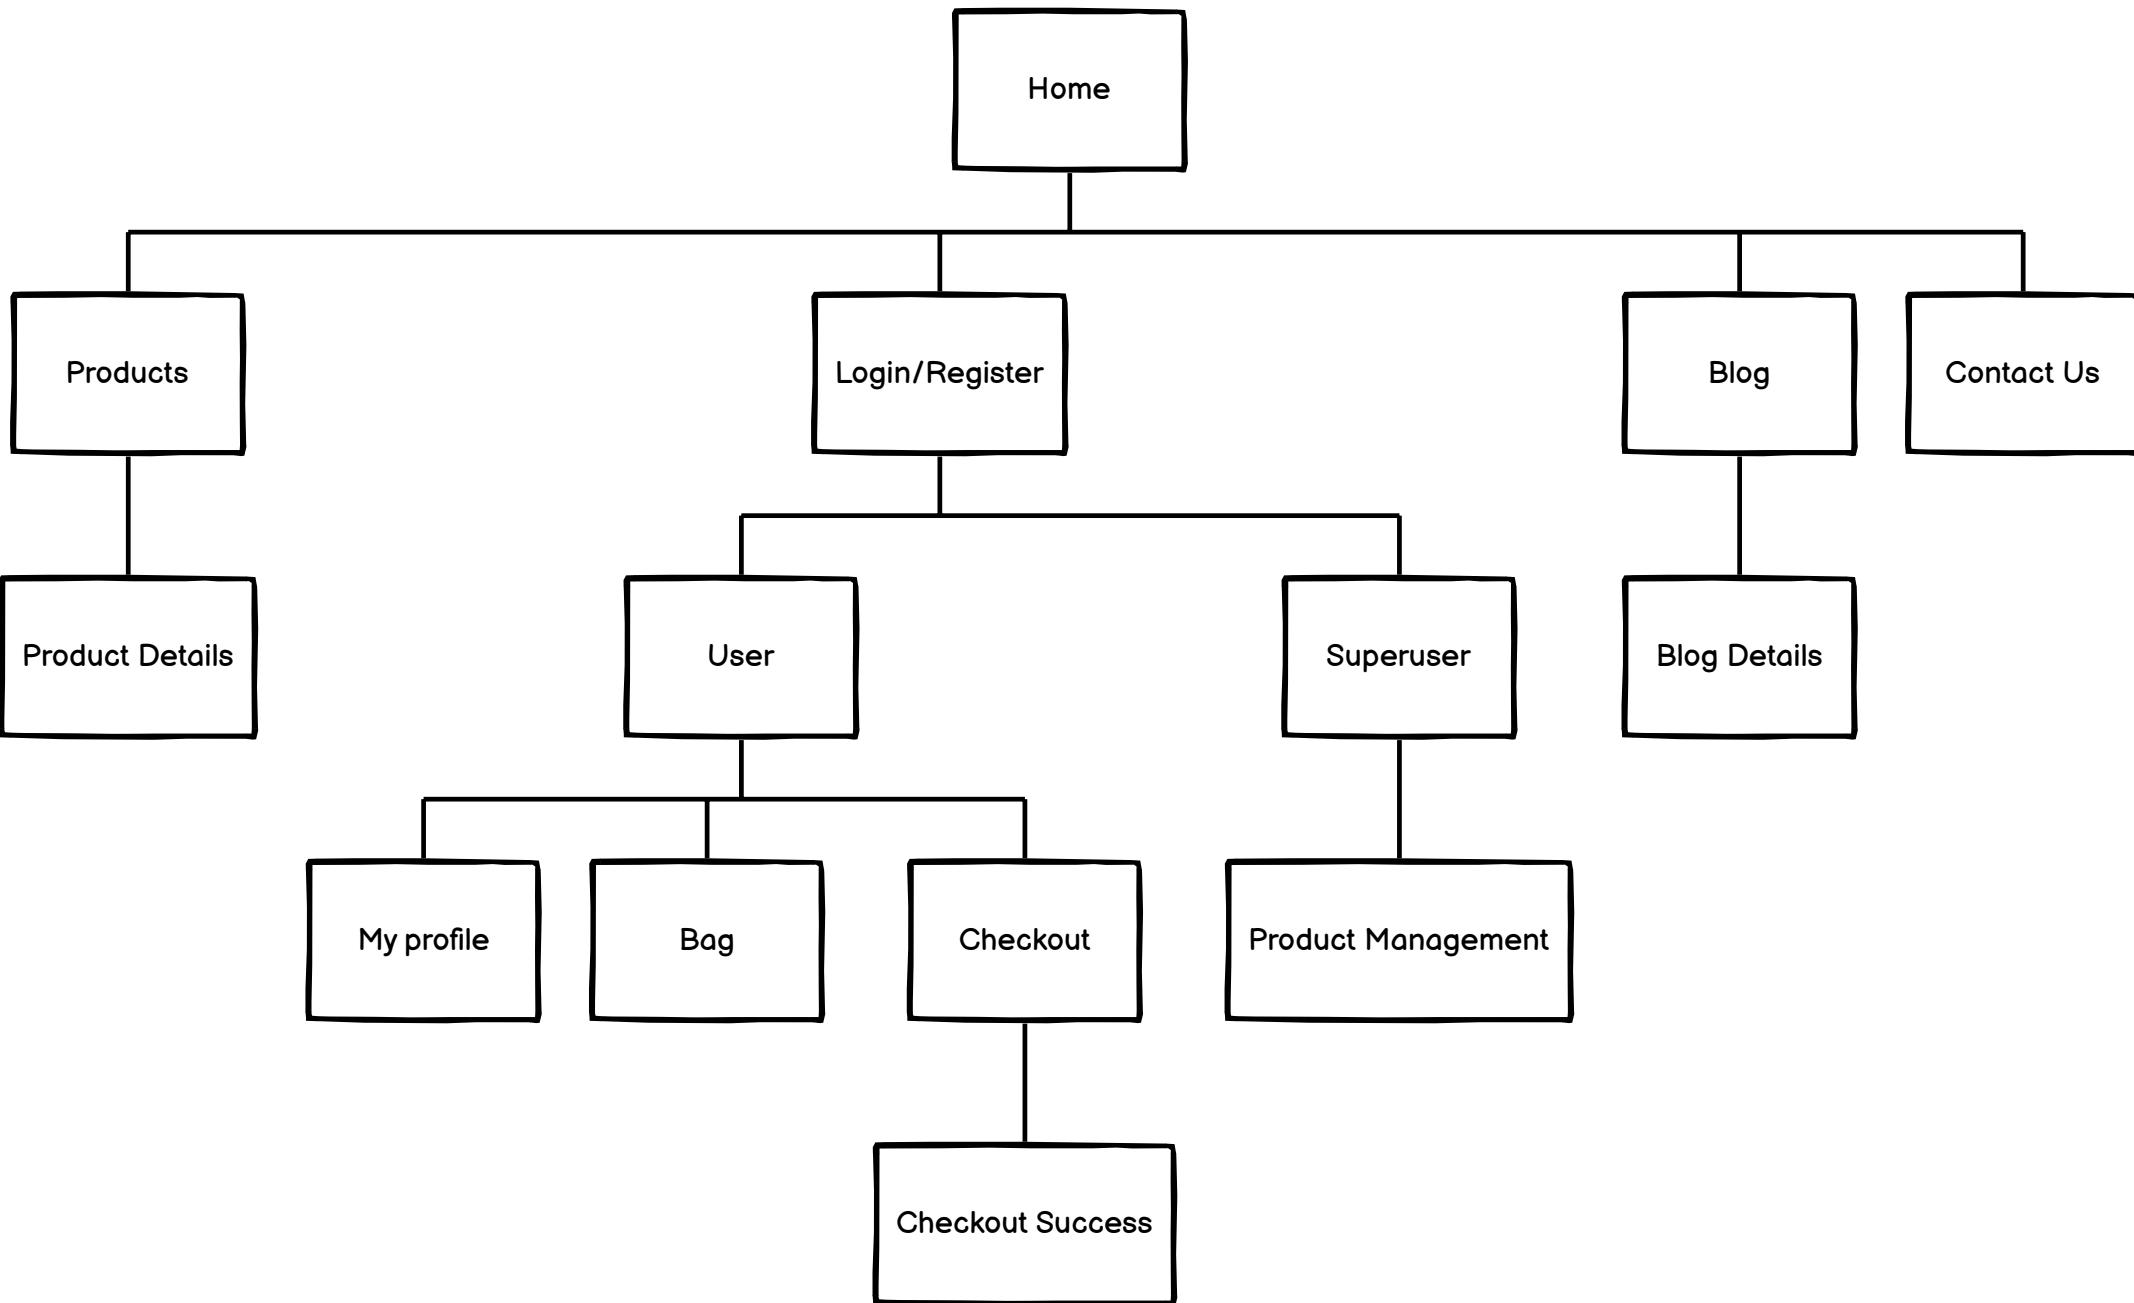 Home
Products
Login/Register
Blog
Contact Us
Product Details
User
Superuser
Blog Details
My profile
Bag
Checkout
Product Management
Checkout Success